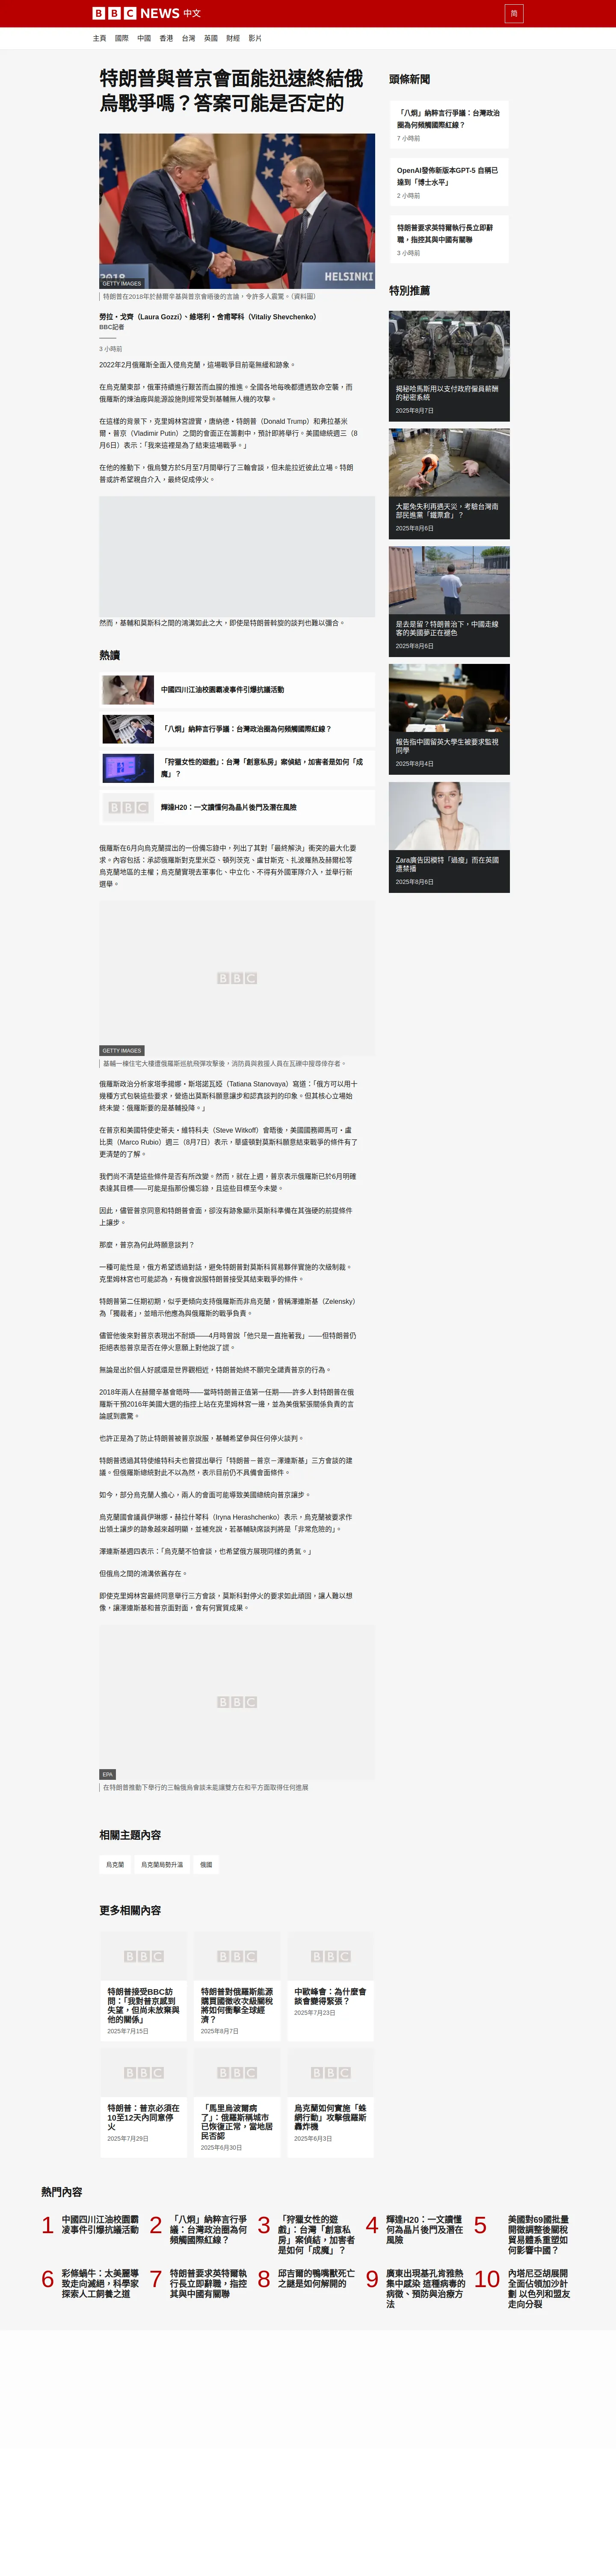 BBC NEWS 中文
简
主頁 國際 中國 香港 台灣 英國 財經 影片
特朗普與普京會面能迅速終結俄
烏戰爭嗎？答案可能是否定的
2018
HELSINKI
GETTY IMAGES
特朗普在2018年於赫爾辛基與普京會晤後的言論，令許多人震驚。（資料圖）
勞拉・戈齊（Laura Gozzi）、維塔利・舍甫琴科（Vitaliy Shevchenko）
BBC記者
3 小時前
2022年2月俄羅斯全面入侵烏克蘭，這場戰爭目前毫無緩和跡象。
在烏克蘭東部，俄軍持續進行艱苦而血腥的推進。全國各地每晚都遭遇致命空襲，而
俄羅斯的煉油廠與能源設施則經常受到基輔無人機的攻擊。
在這樣的背景下，克里姆林宮證實，唐納德・特朗普（Donald Trump）和弗拉基米
爾・普京（Vladimir Putin）之間的會面正在籌劃中，預計即將舉行。美國總統週三（8
月6日）表示：「我來這裡是為了結束這場戰爭。」
在他的推動下，俄烏雙方於5月至7月間舉行了三輪會談，但未能拉近彼此立場。特朗
普或許希望親自介入，最終促成停火。
然而，基輔和莫斯科之間的鴻溝如此之大，即使是特朗普斡旋的談判也難以彌合。
熱讀
中國四川江油校園霸凌事件引爆抗議活動
「八炯」納粹言行爭議：台灣政治圈為何頻觸國際紅線？
「狩獵女性的遊戲」：台灣「創意私房」案偵結，加害者是如何「成
魔」？
輝達H20：一文讀懂何為晶片後門及潛在風險
俄羅斯在6月向烏克蘭提出的一份備忘錄中，列出了其對「最終解決」衝突的最大化要
求。內容包括：承認俄羅斯對克里米亞、頓列茨克、盧甘斯克、扎波羅熱及赫爾松等
烏克蘭地區的主權；烏克蘭實現去軍事化、中立化、不得有外國軍隊介入，並舉行新
選舉。
BBC
GETTY IMAGES
基輔一棟住宅大樓遭俄羅斯巡航飛彈攻擊後，消防員與救援人員在瓦礫中搜尋倖存者。
俄羅斯政治分析家塔季揚娜・斯塔諾瓦婭（Tatiana Stanovaya）寫道：「俄方可以用十
幾種方式包裝這些要求，營造出莫斯科願意讓步和認真談判的印象。但其核心立場始
終未變：俄羅斯要的是基輔投降。」
在普京和美國特使史蒂夫・維特科夫（Steve Witkoff）會晤後，美國國務卿馬可・盧
比奧（Marco Rubio）週三（8月7日）表示，華盛頓對莫斯科願意結束戰爭的條件有了
更清楚的了解。
我們尚不清楚這些條件是否有所改變。然而，就在上週，普京表示俄羅斯已於6月明確
表達其目標——可能是指那份備忘錄，且這些目標至今未變。
因此，儘管普京同意和特朗普會面，卻沒有跡象顯示莫斯科準備在其強硬的前提條件
上讓步。
那麼，普京為何此時願意談判？
一種可能性是，俄方希望透過對話，避免特朗普對莫斯科貿易夥伴實施的次級制裁。
克里姆林宮也可能認為，有機會說服特朗普接受其結束戰爭的條件。
特朗普第二任期初期，似乎更傾向支持俄羅斯而非烏克蘭，曾稱澤連斯基（Zelensky）
為「獨裁者」，並暗示他應為與俄羅斯的戰爭負責。
儘管他後來對普京表現出不耐煩——4月時曾說「他只是一直拖著我」——但特朗普仍
拒絕表態普京是否在停火意願上對他說了謊。
無論是出於個人好感還是世界觀相近，特朗普始終不願完全譴責普京的行為。
2018年兩人在赫爾辛基會晤時——當時特朗普正值第一任期——許多人對特朗普在俄
羅斯干預2016年美國大選的指控上站在克里姆林宮一邊，並為美俄緊張關係負責的言
論感到震驚。
也許正是為了防止特朗普被普京說服，基輔希望參與任何停火談判。
特朗普透過其特使維特科夫也曾提出舉行「特朗普－普京－澤連斯基」三方會談的建
議。但俄羅斯總統對此不以為然，表示目前仍不具備會面條件。
如今，部分烏克蘭人擔心，兩人的會面可能導致美國總統向普京讓步。
烏克蘭國會議員伊琳娜・赫拉什琴科（Iryna Herashchenko）表示，烏克蘭被要求作
出領土讓步的跡象越來越明顯，並補充說，若基輔缺席談判將是「非常危險的」。
澤連斯基週四表示：「烏克蘭不怕會談，也希望俄方展現同樣的勇氣。」
但俄烏之間的鴻溝依舊存在。
即使克里姆林宮最終同意舉行三方會談，莫斯科對停火的要求如此頑固，讓人難以想
像，讓澤連斯基和普京面對面，會有何實質成果。
BBC
EPA
在特朗普推動下舉行的三輪俄烏會談未能讓雙方在和平方面取得任何進展
相關主題內容
烏克蘭 烏克蘭局勢升溫 俄國
更多相關內容
特朗普接受BBC訪
問：「我對普京感到
失望，但尚未放棄與
他的關係」
2025年7月15日
特朗普對俄羅斯能源
購買國徵收次級關稅
將如何衝擊全球經
濟？
2025年8月7日
中歐峰會：為什麼會
談會變得緊張？
2025年7月23日
特朗普：普京必須在
10至12天內同意停
火
2025年7月29日
「馬里烏波爾病
了」：俄羅斯稱城市
已恢復正常，當地居
民否認
2025年6月30日
烏克蘭如何實施「蛛
網行動」攻擊俄羅斯
轟炸機
2025年6月3日
頭條新聞
「八炯」納粹言行爭議：台灣政治
圈為何頻觸國際紅線？
7 小時前
OpenAI發佈新版本GPT-5 自稱已
達到「博士水平」
2 小時前
特朗普要求英特爾執行長立即辭
職，指控其與中國有關聯
3 小時前
特別推薦
揭秘哈馬斯用以支付政府僱員薪酬
的秘密系統
2025年8月7日
大罷免失利再遇天災，考驗台灣南
部民進黨「鐵票倉」？
2025年8月6日
是去是留？特朗普治下，中國走線
客的美國夢正在褪色
2025年8月6日
報告指中國留英大學生被要求監視
同學
2025年8月4日
Zara廣告因模特「過瘦」而在英國
遭禁播
2025年8月6日
熱門內容
1 中國四川江油校園霸
凌事件引爆抗議活動
2 「八炯」納粹言行爭
議：台灣政治圈為何
頻觸國際紅線？
3 「狩獵女性的遊
戲」：台灣「創意私
房」案偵結，加害者
是如何「成魔」？
4 輝達H20：一文讀懂
何為晶片後門及潛在
風險
5 美國對69國批量
開徵調整後關稅
貿易體系重塑如
何影響中國？
6 彩條蝸牛：太美麗導
致走向滅絕，科學家
探索人工飼養之道
7 特朗普要求英特爾執
行長立即辭職，指控
其與中國有關聯
8 邱吉爾的鴨嘴獸死亡
之謎是如何解開的
9 廣東出現基孔肯雅熱
集中感染 這種病毒的
病徵、預防與治療方
法
10 內塔尼亞胡展開
全面佔領加沙計
劃 以色列和盟友
走向分裂